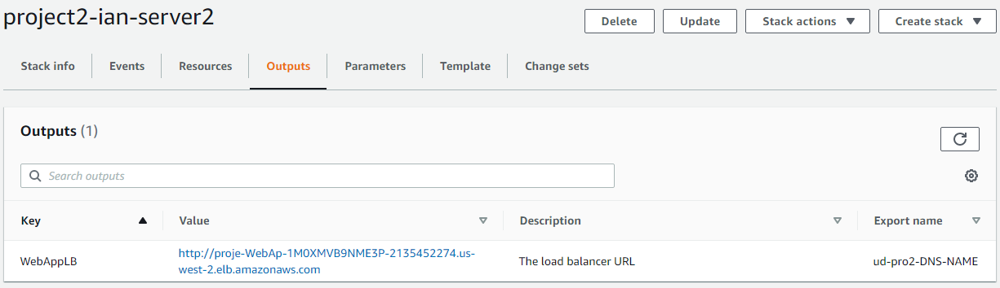 project2-ian-server2
Delete
Update
Stack actions
Create stack
Stack info
Events
Resources
Outputs
Parameters
Template
Change sets
Outputs (1)
Search outputs
Key
Value
Description
Export name
WebAppLB
http://proje-WebAp-1M0XMVB9NME3P-2135452274.us-
west-2.elb.amazonaws.com
The load balancer URL
ud-pro2-DNS-NAME